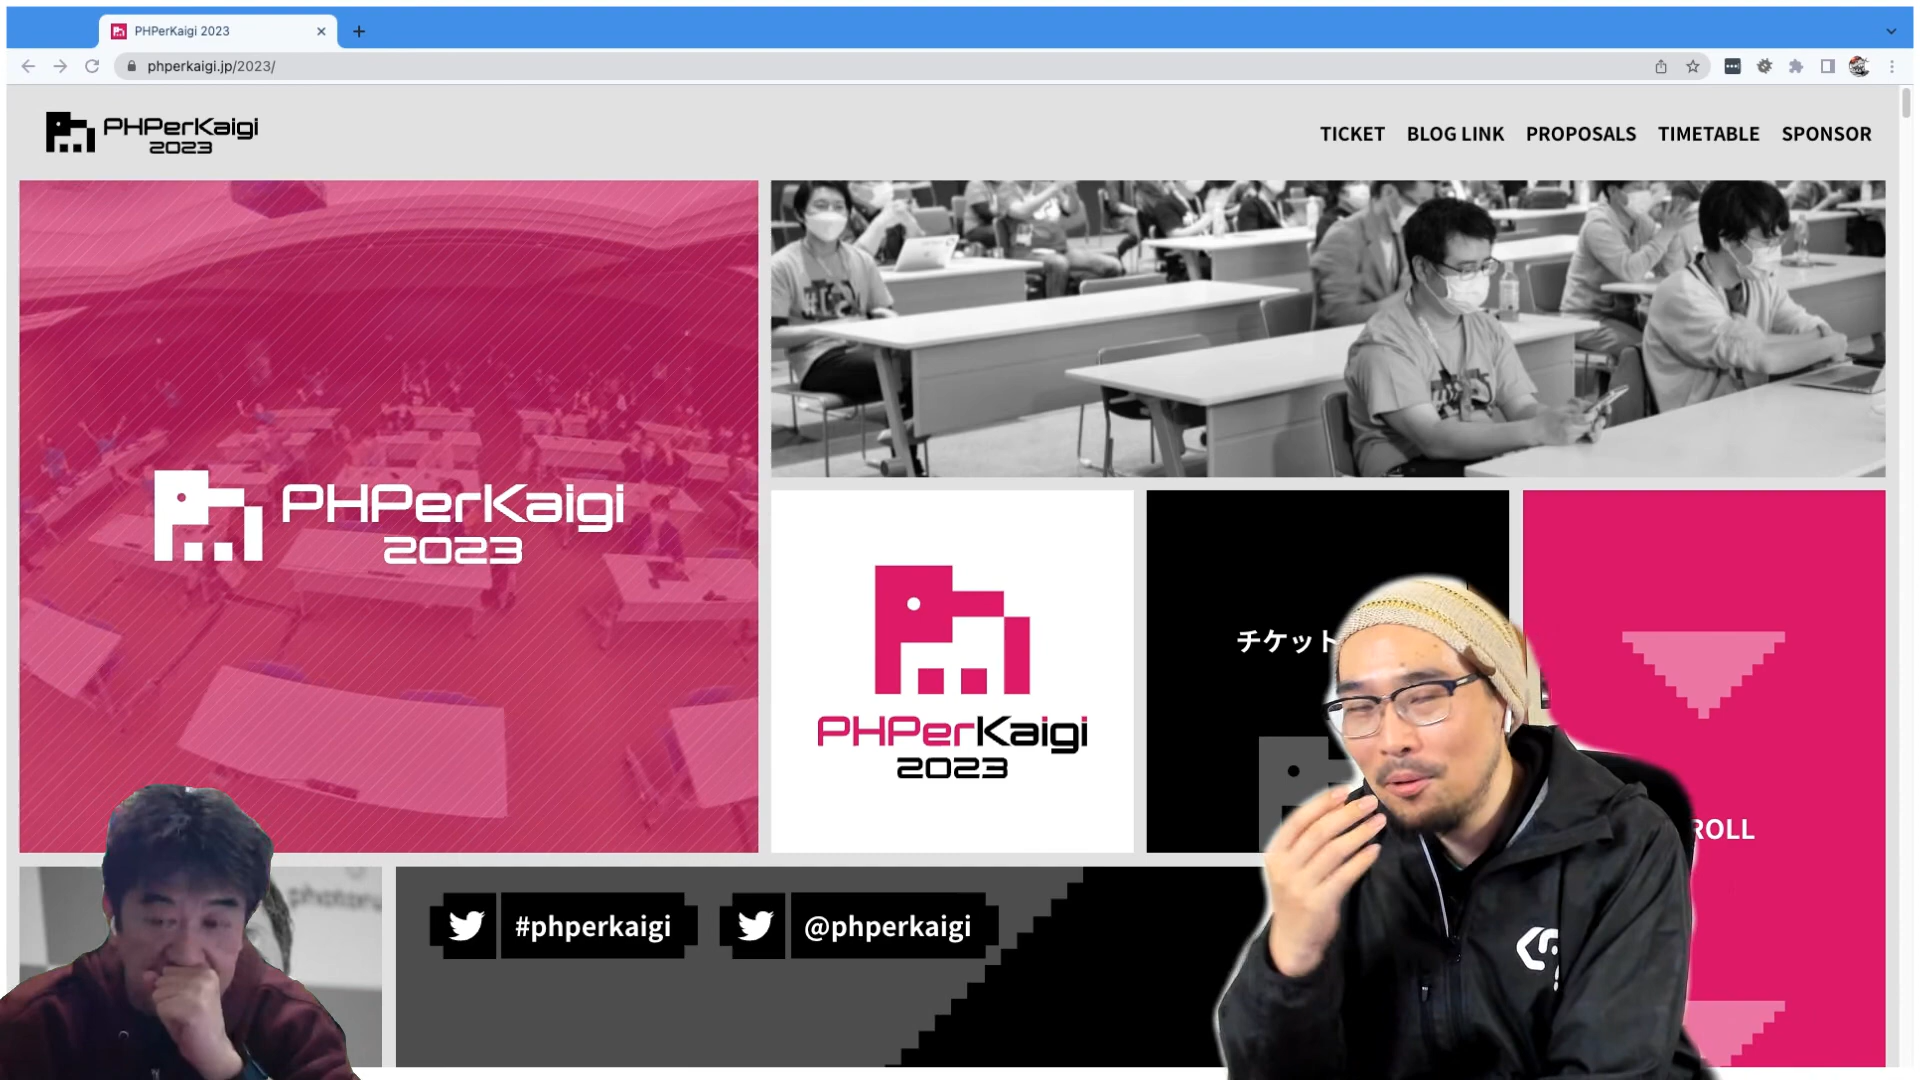 PHPerKaigi 2023
phperkaigi.jp/2023/
PHPerKaigi
2023
TICKET
BLOG LINK
PROPOSALS
TIMETABLE
SPONSOR
PHPerKaigi
2023
PHPerKaigi
2023
チケット
ROLL
#phperkaigi
@phperkaigi